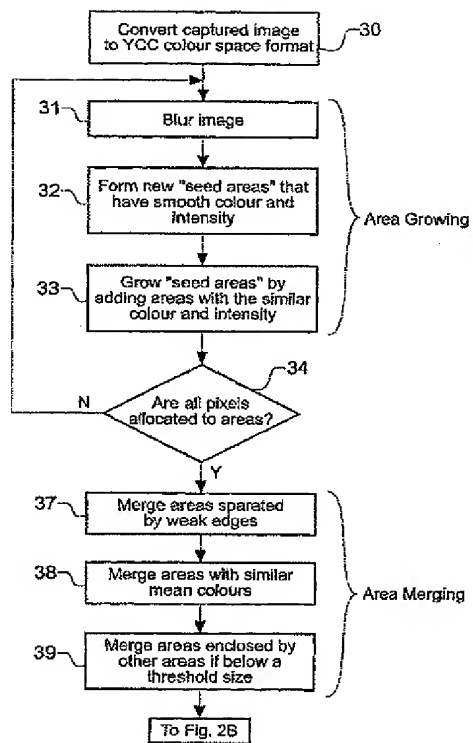 Convert captured image
to YCC colour space format
30
31
Blur image
32
Form new "seed areas" that
have smooth colour and
intensity
Area Growing
33
Grow "seed areas" by
adding areas with the similar
colour and intensity
34
N
Are all pixels
allocated to areas?
Y
37
Merge areas sparated
by weak edges
38
Merge areas with similar
mean colours
Area Merging
39
Merge areas enclosed by
other areas if below a
threshold size
To Fig. 2B